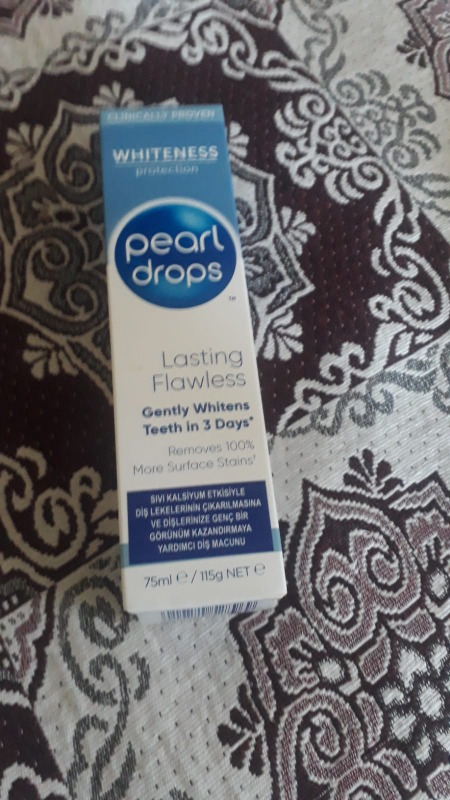 CLINICALLY PROVEN
WHITENESS
protection
pearl
drops
™
Lasting
Flawless
Gently Whitens
Teeth in 3 Days*
Removes 100%
More Surface Stains†
SIVI KALSİYUM ETKİSİYLE
DİŞ LEKELERİNİN ÇIKARILMASINA
VE DİŞLERİNİZE GENÇ BİR
GÖRÜNÜM KAZANDIRMAYA
YARDIMCI DİŞ MACUNU
75ml ℮ / 115g NET ℮